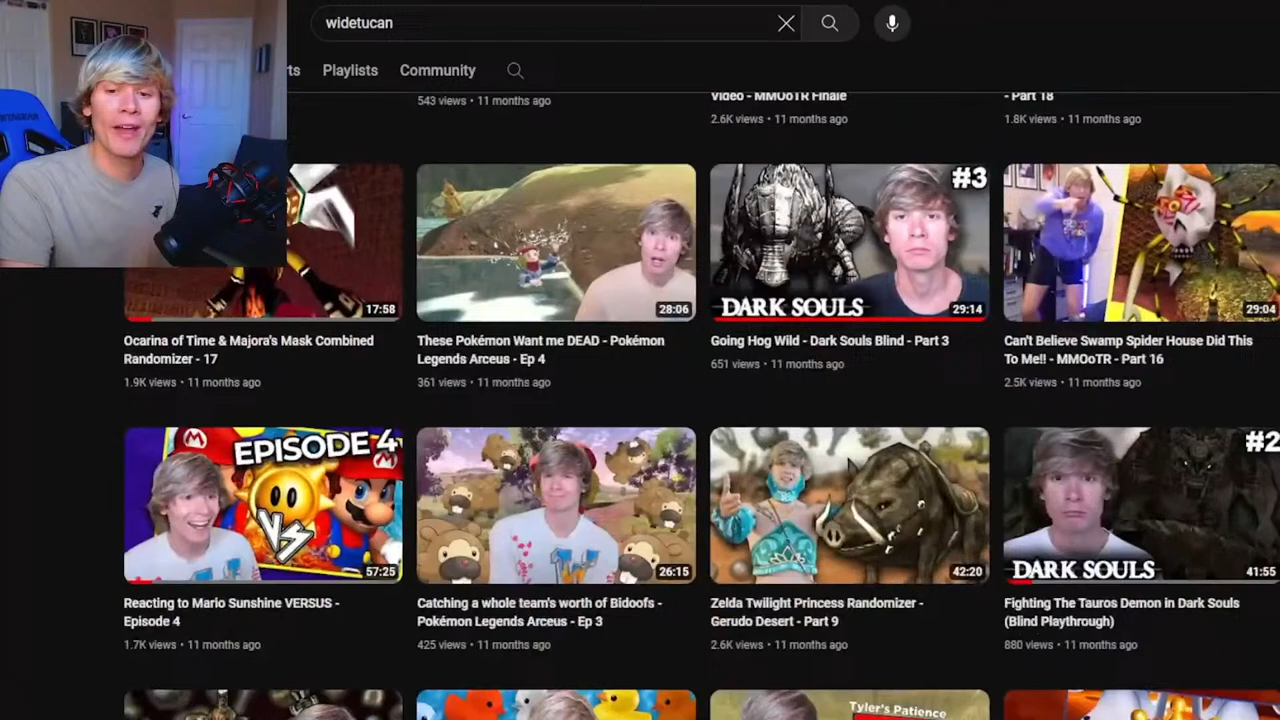 widetucan
rts
Playlists
Community
543 views • 11 months ago
Video - MMOoTR Finale
2.6K views • 11 months ago
- Part 18
1.8K views • 11 months ago
17:58
28:06
#3
DARK SOULS
29:14
29:04
Ocarina of Time & Majora's Mask Combined
Randomizer - 17
1.9K views • 11 months ago
These Pokémon Want me DEAD - Pokémon
Legends Arceus - Ep 4
361 views • 11 months ago
Going Hog Wild - Dark Souls Blind - Part 3
651 views • 11 months ago
Can't Believe Swamp Spider House Did This
To Me!! - MMOoTR - Part 16
2.5K views • 11 months ago
M
EPISODE 4
M
VS
57:25
26:15
42:20
#2
DARK SOULS
41:55
Reacting to Mario Sunshine VERSUS -
Episode 4
1.7K views • 11 months ago
Catching a whole team's worth of Bidoofs -
Pokémon Legends Arceus - Ep 3
425 views • 11 months ago
Zelda Twilight Princess Randomizer -
Gerudo Desert - Part 9
2.6K views • 11 months ago
Fighting The Tauros Demon in Dark Souls
(Blind Playthrough)
880 views • 11 months ago
Tyler's Patience